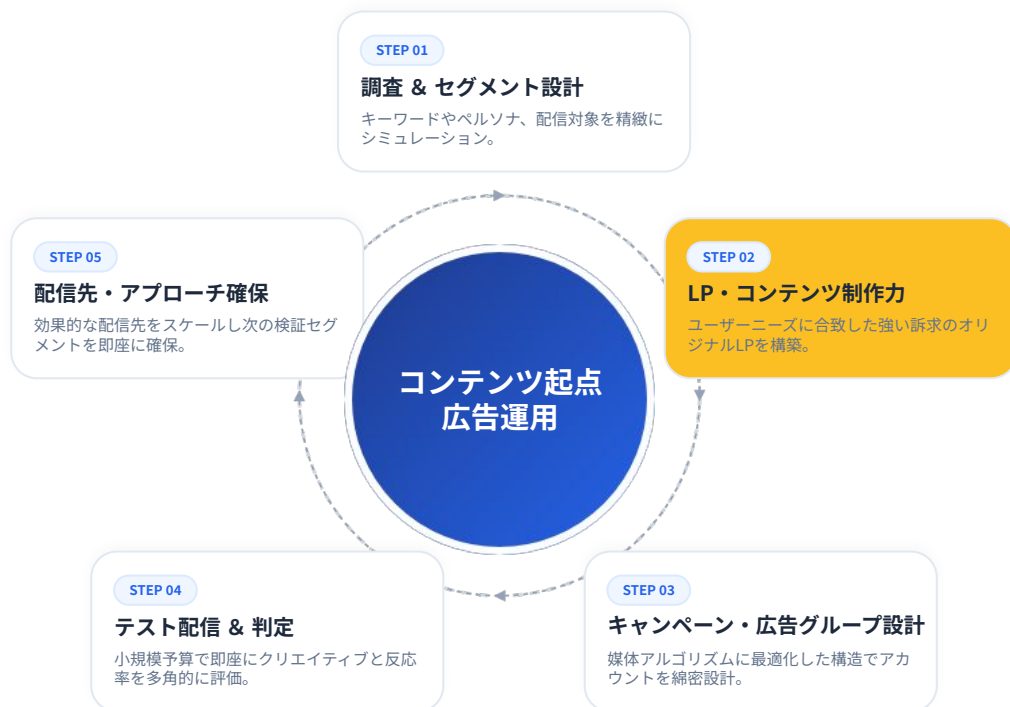 STEP 01
調査 & セグメント設計
キーワードやペルソナ、配信対象を精緻に
シミュレーション。
STEP 02
LP・コンテンツ制作力
ユーザーニーズに合致した強い訴求のオリ
ジナルLPを構築。
STEP 03
キャンペーン・広告グループ設計
媒体アルゴリズムに最適化した構造でアカ
ウントを綿密設計。
STEP 04
テスト配信 & 判定
小規模予算で即座にクリエイティブと反応
率を多角的に評価。
STEP 05
配信先・アプローチ確保
効果的な配信先をスケールし次の検証セグ
メントを即座に確保。
コンテンツ起点
広告運用